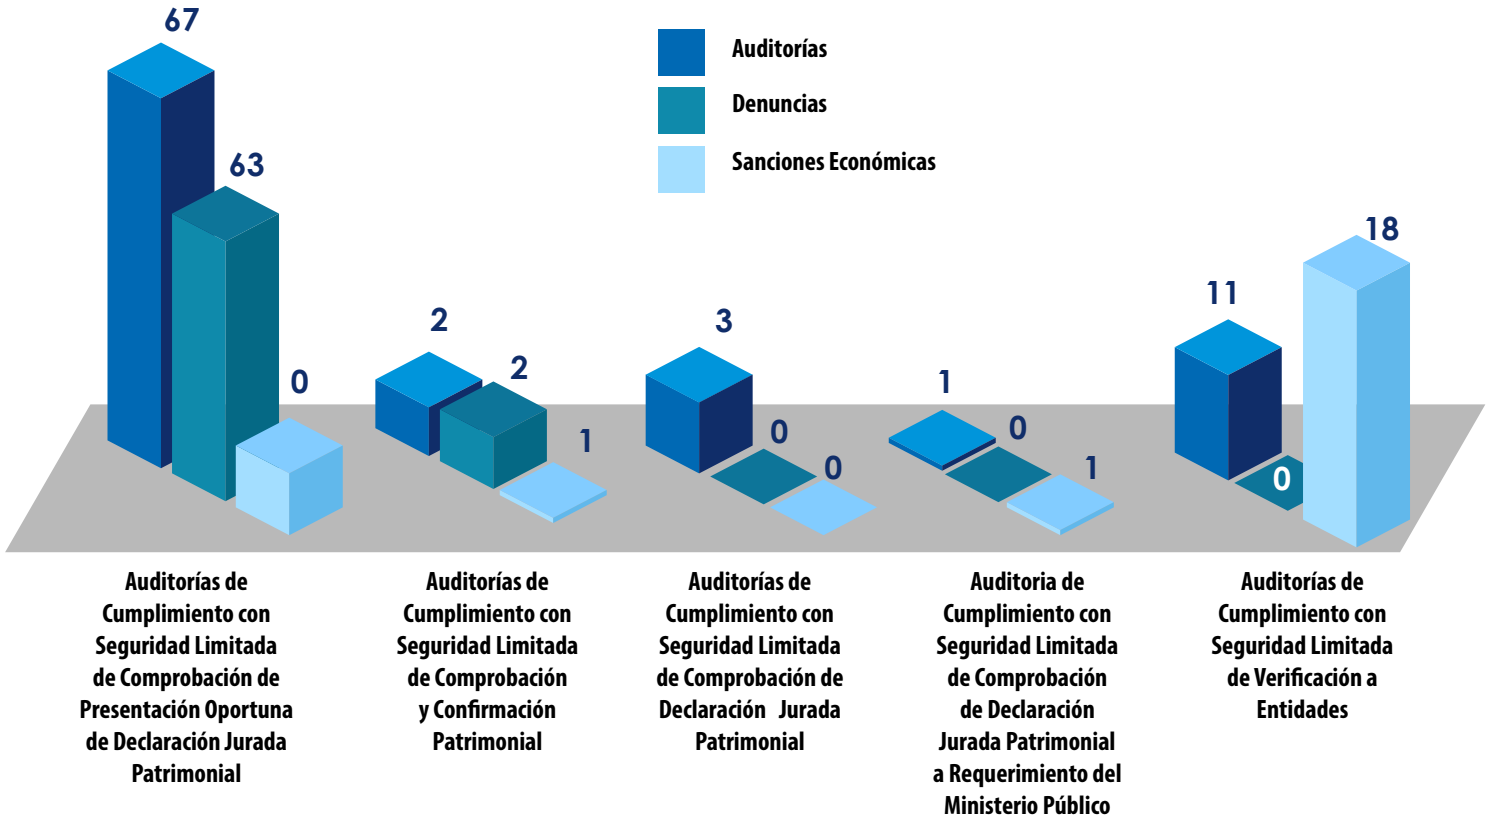 67
63
0
Auditorías
Denuncias
Sanciones Económicas
2
2
1
3
0
0
1
0
1
11
0
18
Auditorías de
Cumplimiento con
Seguridad Limitada
de Comprobación de
Presentación Oportuna
de Declaración Jurada
Patrimonial
Auditorías de
Cumplimiento con
Seguridad Limitada
de Comprobación
y Confirmación
Patrimonial
Auditorías de
Cumplimiento con
Seguridad Limitada
de Comprobación de
Declaración Jurada
Patrimonial
Auditoria de
Cumplimiento con
Seguridad Limitada
de Comprobación
de Declaración
Jurada Patrimonial
a Requerimiento del
Ministerio Público
Auditorías de
Cumplimiento con
Seguridad Limitada
de Verificación a
Entidades